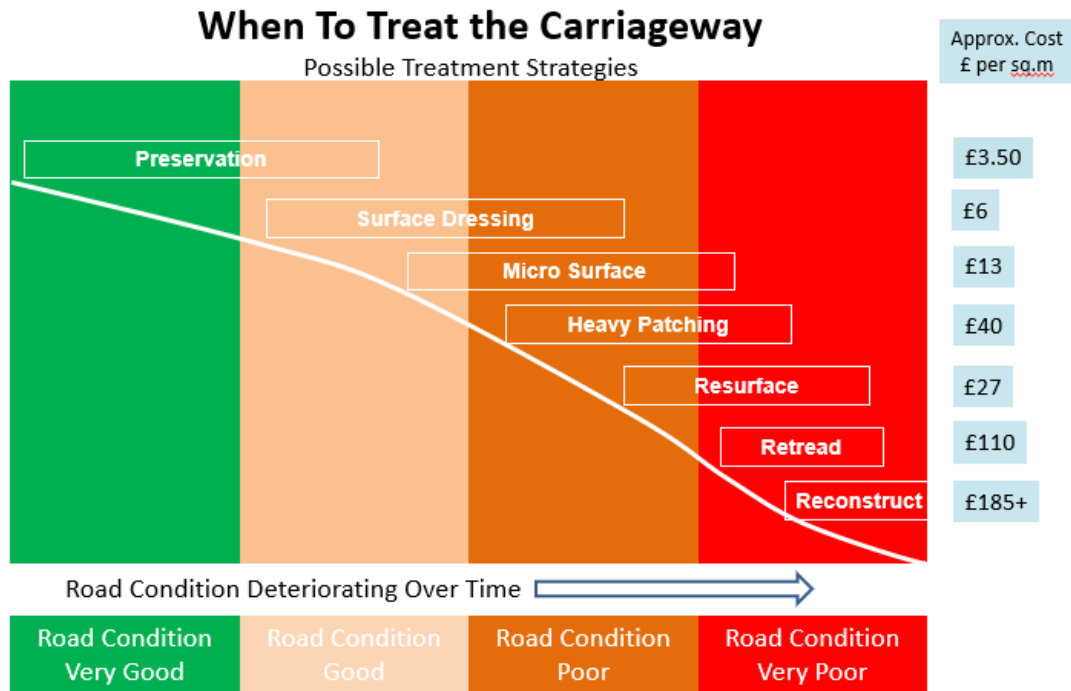 When To Treat the Carriageway
Possible Treatment Strategies
Approx. Cost
£ per sq.m
Preservation
£3.50
Surface Dressing
£6
Micro Surface
£13
Heavy Patching
£40
Resurface
£27
Retread
£110
Reconstruct
£185+
Road Condition Deteriorating Over Time
Road Condition
Very Good
Road Condition
Good
Road Condition
Poor
Road Condition
Very Poor